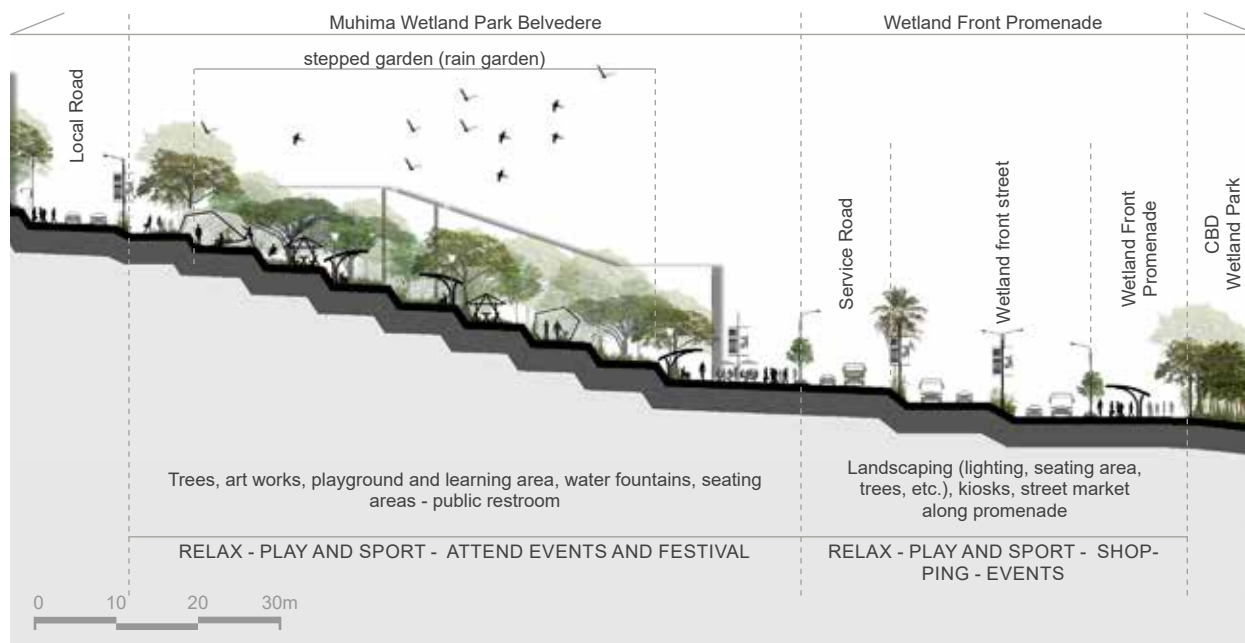 Muhima Wetland Park Belvedere
Wetland Front Promenade
stepped garden (rain garden)
Local Road
Service Road
Wetland front street
Wetland Front
Promenade
CBD
Wetland Park
Trees, art works, playground and learning area, water fountains, seating
areas - public restroom
Landscaping (lighting, seating area,
trees, etc.), kiosks, street market
along promenade
RELAX - PLAY AND SPORT -  ATTEND EVENTS AND FESTIVAL
RELAX - PLAY AND SPORT -  SHOP-
PING - EVENTS
0 10 20 30m